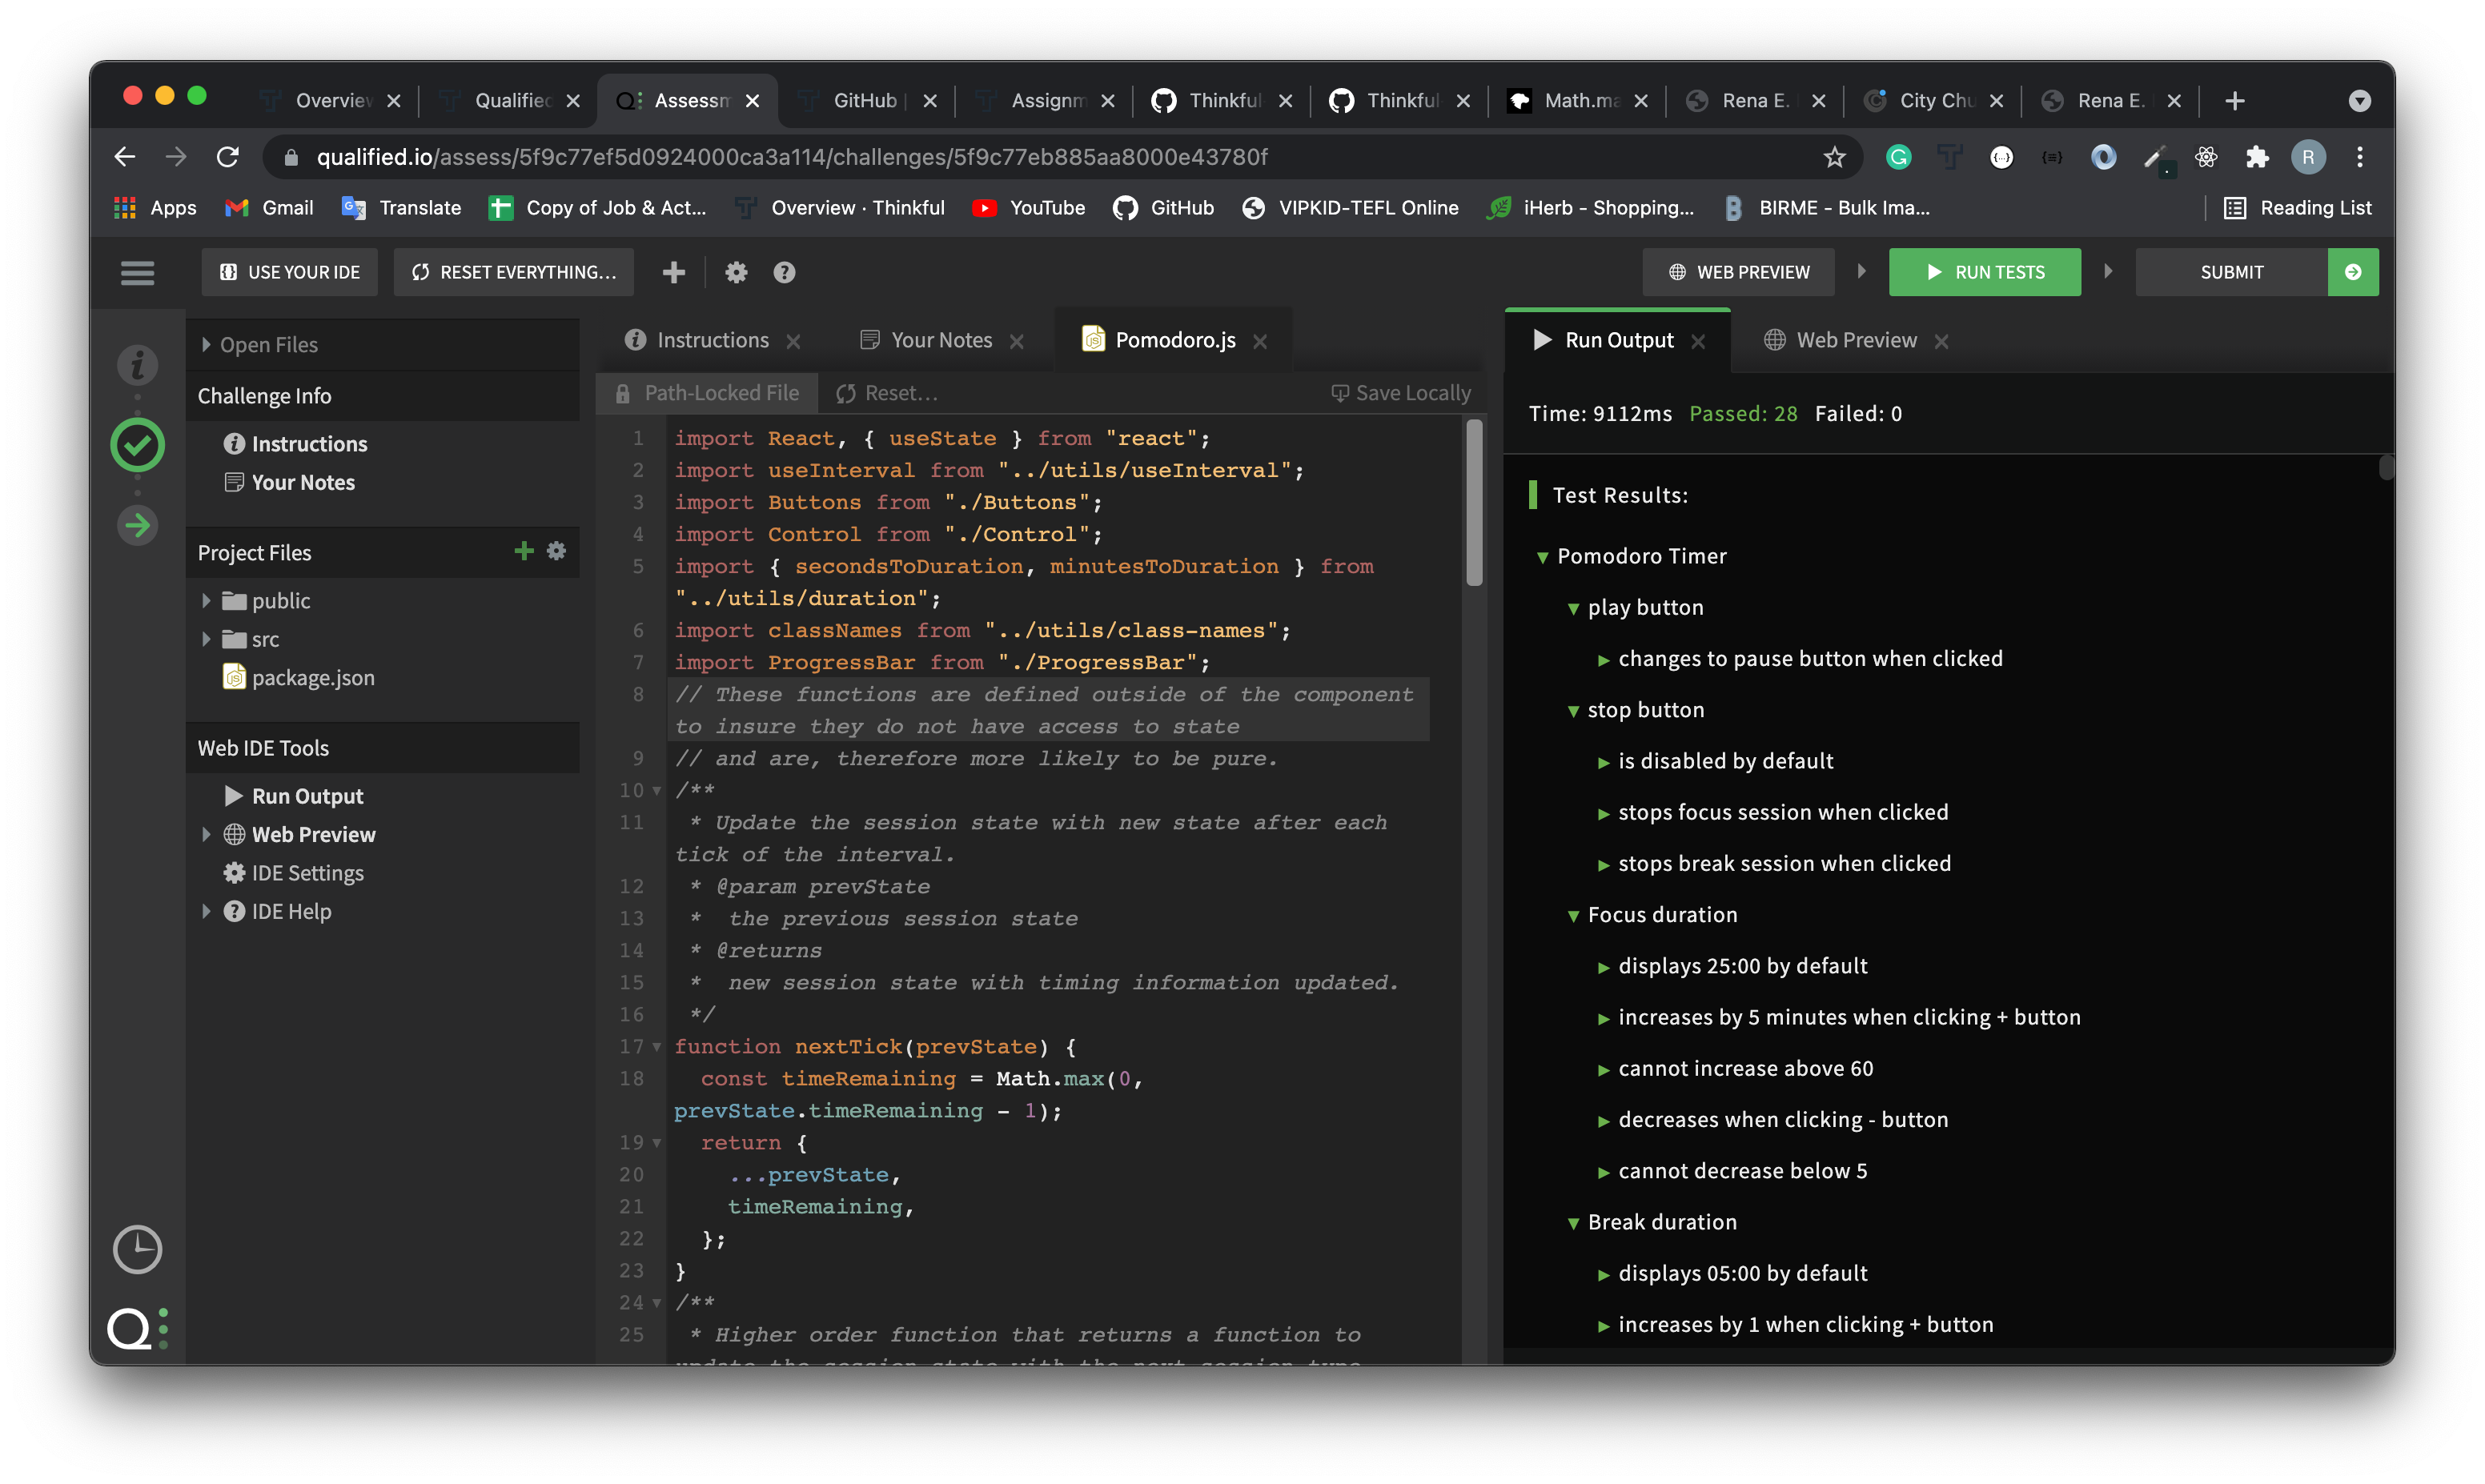 Overview
Qualified
Assessm
GitHub |
Assignm
Thinkful
Thinkful
Math.ma
Rena E.
City Chu
Rena E.
qualified.io/assess/5f9c77ef5d0924000ca3a114/challenges/5f9c77eb885aa8000e43780f
R
Apps
Gmail
Translate
Copy of Job & Act...
Overview · Thinkful
YouTube
GitHub
VIPKID-TEFL Online
iHerb - Shopping...
BIRME - Bulk Ima...
Reading List
USE YOUR IDE
RESET EVERYTHING...
WEB PREVIEW
RUN TESTS
SUBMIT
Open Files
Challenge Info
Instructions
Your Notes
Project Files
public
src
package.json
Web IDE Tools
Run Output
Web Preview
IDE Settings
IDE Help
Instructions
Your Notes
Pomodoro.js
Path-Locked File
Reset...
Save Locally
1 import React, { useState } from "react";
2 import useInterval from "../utils/useInterval";
3 import Buttons from "./Buttons";
4 import Control from "./Control";
5 import { secondsToDuration, minutesToDuration } from
"../utils/duration";
6 import classNames from "../utils/class-names";
7 import ProgressBar from "./ProgressBar";
8 // These functions are defined outside of the component
to insure they do not have access to state
9 // and are, therefore more likely to be pure.
10 /**
11 * Update the session state with new state after each
tick of the interval.
12 * @param prevState
13 * the previous session state
14 * @returns
15 * new session state with timing information updated.
16 */
17 function nextTick(prevState) {
18 const timeRemaining = Math.max(0,
prevState.timeRemaining - 1);
19 return {
20 ...prevState,
21 timeRemaining,
22 };
23 }
24 /**
25 * Higher order function that returns a function to
update the session state with the next session type
Run Output
Web Preview
Time: 9112ms Passed: 28 Failed: 0
Test Results:
Pomodoro Timer
play button
changes to pause button when clicked
stop button
is disabled by default
stops focus session when clicked
stops break session when clicked
Focus duration
displays 25:00 by default
increases by 5 minutes when clicking + button
cannot increase above 60
decreases when clicking - button
cannot decrease below 5
Break duration
displays 05:00 by default
increases by 1 when clicking + button